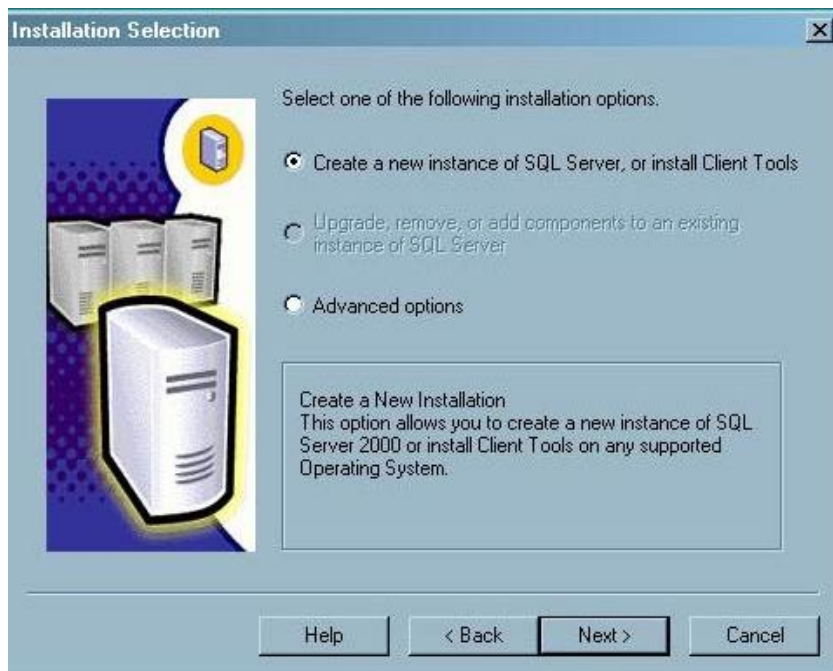 Installation Selection
Select one of the following installation options.
Create a new instance of SQL Server, or install Client Tools
Upgrade, remove, or add components to an existing
instance of SQL Server
Advanced options
Create a New Installation
This option allows you to create a new instance of SQL
Server 2000 or install Client Tools on any supported
Operating System.
Help
< Back
Next >
Cancel